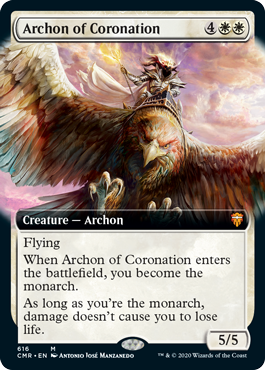 Archon of Coronation 4
Creature — Archon
Flying
When Archon of Coronation enters
the battlefield, you become the
monarch.
As long as you're the monarch,
damage doesn't cause you to lose
life.
5/5
616 M
CMR • EN Antonio José Manzanedo ™ & © 2020 Wizards of the Coast